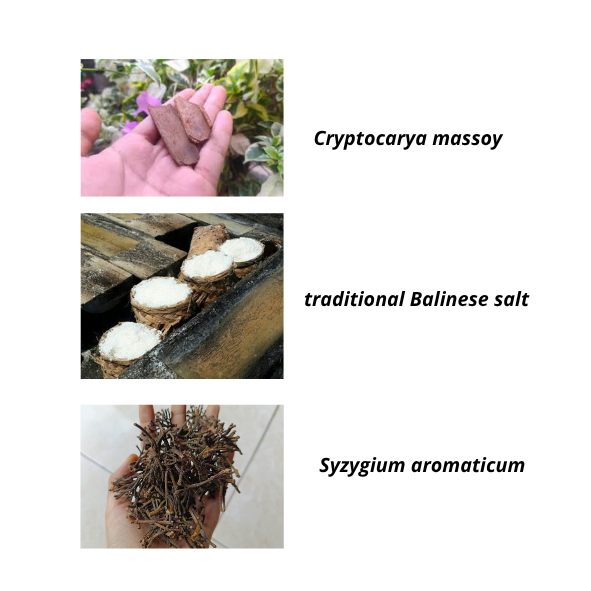 Cryptocarya massoy
traditional Balinese salt
Syzygium aromaticum